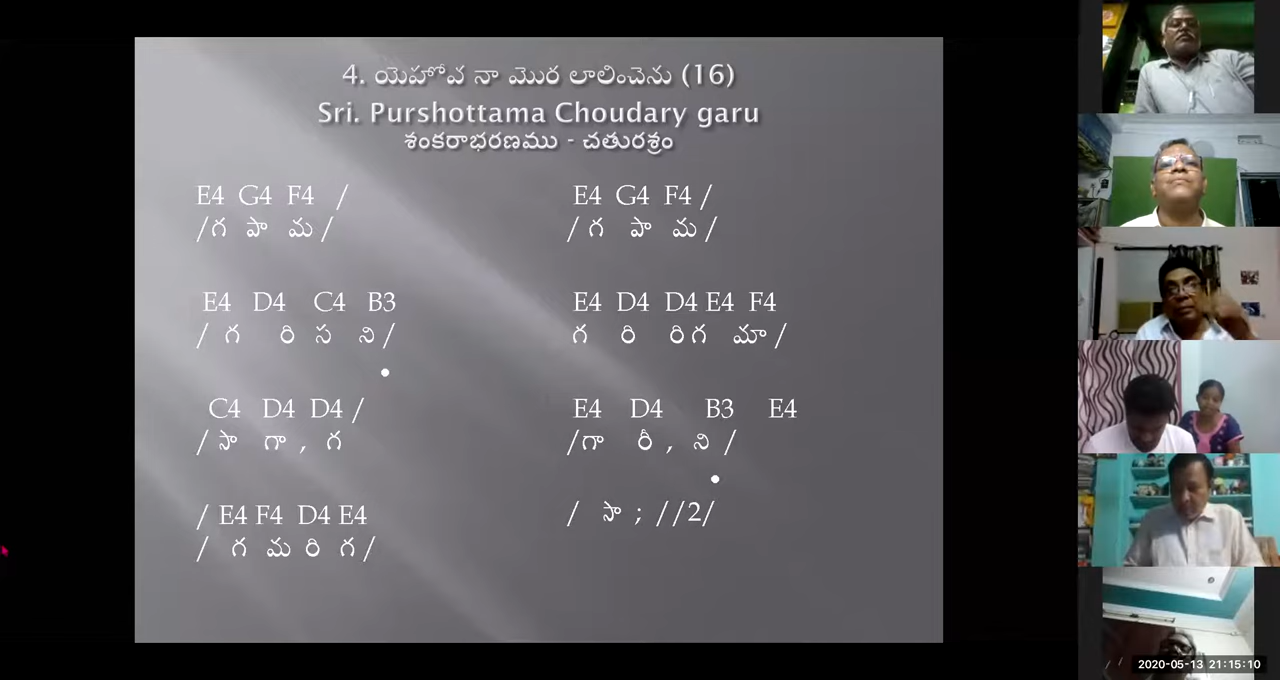 4. యెహోవ నా మొర లాలించెను (16)
Sri. Purshottama Choudary garu
శంకరాభరణము - చతురశ్రం
E4 G4 F4 /
/గ పా మ/
E4 D4 C4 B3
/ గ రి స ని/
C4 D4 D4 /
/ సా గా , గ
/ E4 F4 D4 E4
/ గ మ రి గ/
E4 G4 F4 /
/ గ పా మ /
E4 D4 D4 E4 F4
గ రి రిగ మా /
E4 D4 B3 E4
/గా రీ , ని /
/ సా ; //2/
2020-05-13 21:15:10